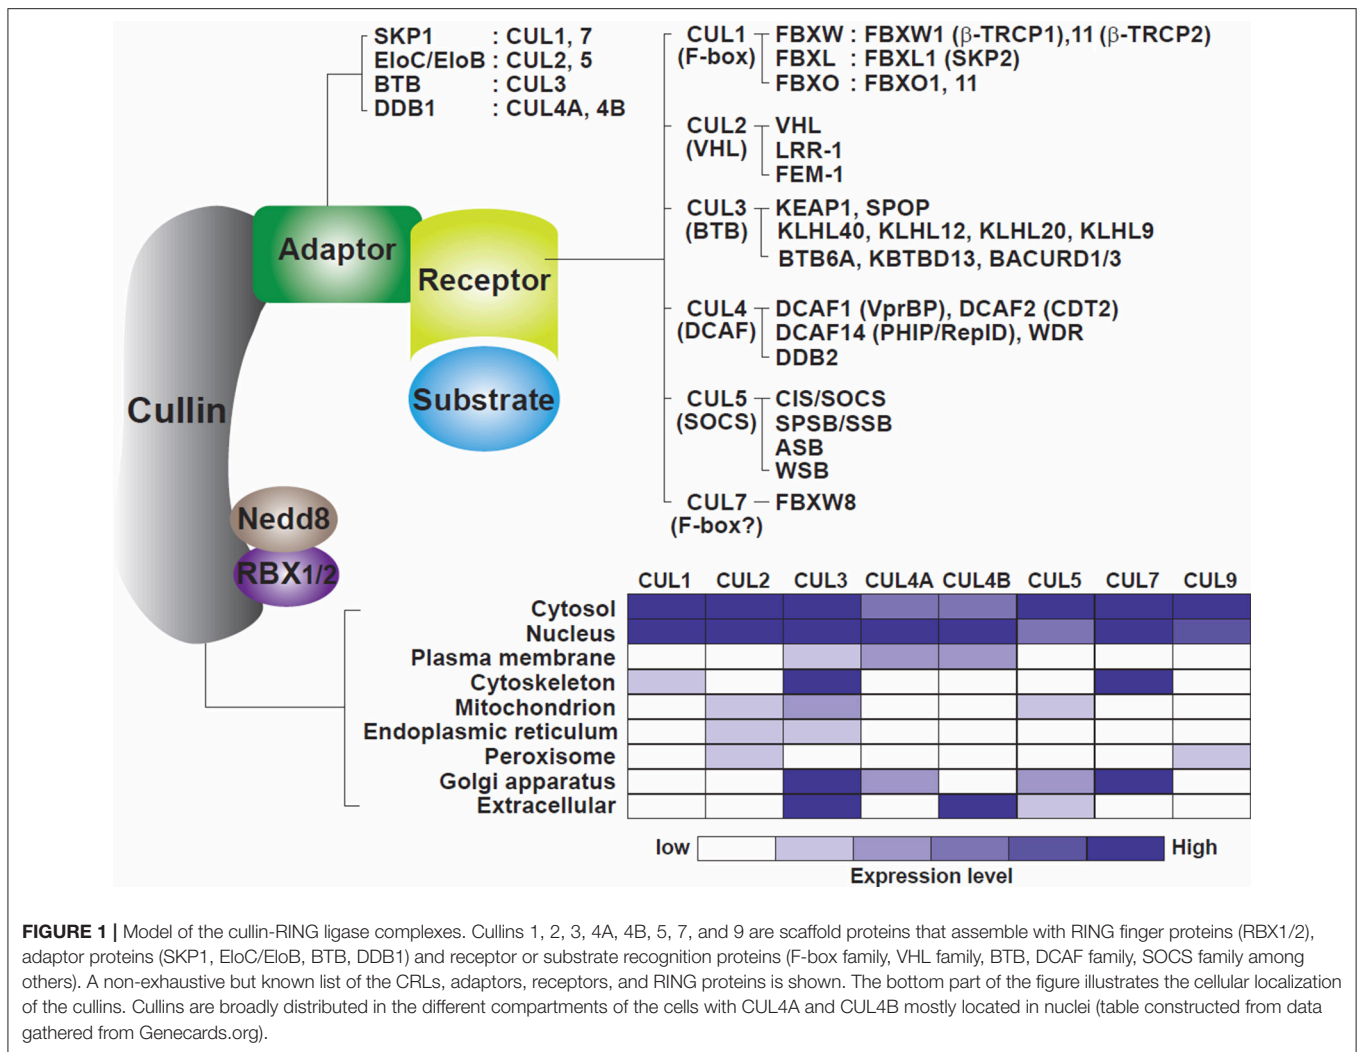 SKP1 : CUL1, 7
EloC/EloB : CUL2, 5
BTB : CUL3
DDB1 : CUL4A, 4B
Adaptor
Receptor
Substrate
Cullin
Nedd8
RBX1/2
CUL1 FBXW : FBXW1 (β-TRCP1),11 (β-TRCP2)
(F-box) FBXL : FBXL1 (SKP2)
FBXO : FBXO1, 11
CUL2 VHL
(VHL) LRR-1
FEM-1
CUL3 KEAP1, SPOP
(BTB) KLHL40, KLHL12, KLHL20, KLHL9
BTB6A, KBTBD13, BACURD1/3
CUL4 DCAF1 (VprBP), DCAF2 (CDT2)
(DCAF) DCAF14 (PHIP/RepID), WDR
DDB2
CUL5 CIS/SOCS
(SOCS) SPSB/SSB
ASB
WSB
CUL7 FBXW8
(F-box?)
CUL1 CUL2 CUL3 CUL4A CUL4B CUL5 CUL7 CUL9
Cytosol
Nucleus
Plasma membrane
Cytoskeleton
Mitochondrion
Endoplasmic reticulum
Peroxisome
Golgi apparatus
Extracellular
low High
Expression level
FIGURE 1 | Model of the cullin-RING ligase complexes. Cullins 1, 2, 3, 4A, 4B, 5, 7, and 9 are scaffold proteins that assemble with RING finger proteins (RBX1/2),
adaptor proteins (SKP1, EloC/EloB, BTB, DDB1) and receptor or substrate recognition proteins (F-box family, VHL family, BTB, DCAF family, SOCS family among
others). A non-exhaustive but known list of the CRLs, adaptors, receptors, and RING proteins is shown. The bottom part of the figure illustrates the cellular localization
of the cullins. Cullins are broadly distributed in the different compartments of the cells with CUL4A and CUL4B mostly located in nuclei (table constructed from data
gathered from Genecards.org).